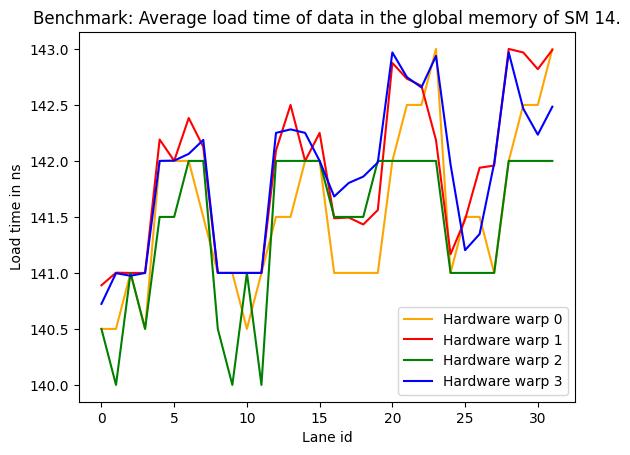 Benchmark: Average load time of data in the global memory of SM 14.
143.0
142.5
142.0
141.5
141.0
140.5
140.0
Load time in ns
0 5 10 15 20 25 30
Lane id
Hardware warp 0
Hardware warp 1
Hardware warp 2
Hardware warp 3